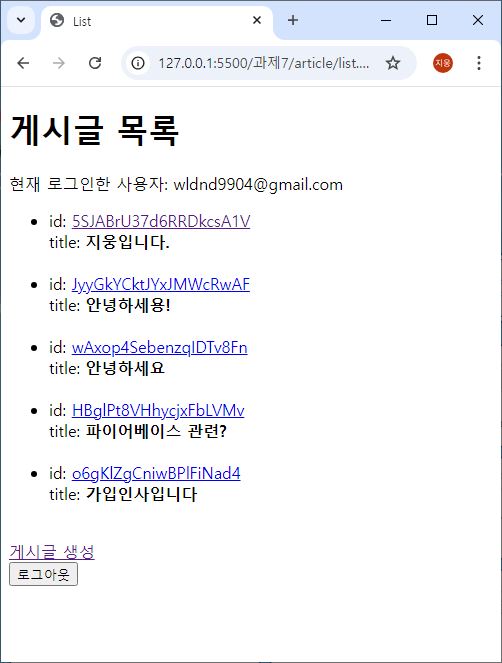 List
127.0.0.1:5500/과제7/article/list....
지웅
게시글 목록
현재 로그인한 사용자: wldnd9904@gmail.com
id: 5SJABrU37d6RRDkcsA1V
title: 지웅입니다.
id: JyyGkYCktJYxJMWcRwAF
title: 안녕하세용!
id: wAxop4SebenzqIDTv8Fn
title: 안녕하세요
id: HBglPt8VHhycjxFbLVMv
title: 파이어베이스 관련?
id: o6gKlZgCniwBPlFiNad4
title: 가입인사입니다
게시글 생성
로그아웃